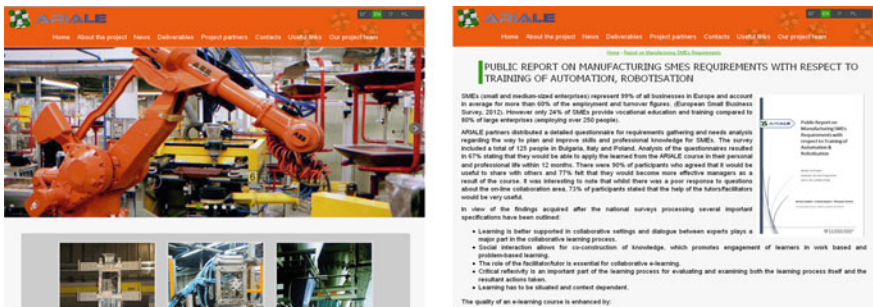 ARIALE
БГ EN IT PL
Home About the project News Deliverables Project partners Contacts Useful links Our project team
ABB
ARIALE
БГ EN IT PL
Home About the project News Deliverables Project partners Contacts Useful links Our project team
Home - Report on Manufacturing SMEs Requirements
PUBLIC REPORT ON MANUFACTURING SMES REQUIREMENTS WITH RESPECT TO
TRAINING OF AUTOMATION, ROBOTISATION
SMEs (small and medium-sized enterprises) represent 99% of all businesses in Europe and account
in average for more than 60% of the employment and turnover figures. (European Small Business
Survey, 2012). However only 24% of SMEs provide vocational education and training compared to
80% of large enterprises (employing over 250 people).
ARIALE partners distributed a detailed questionnaire for requirements gathering and needs analysis
regarding the way to plan and improve skills and professional knowledge for SMEs. The survey
included a total of 125 people in Bulgaria, Italy and Poland. Analysis of the questionnaires resulted
in 67% stating that they would be able to apply the learned from the ARIALE course in their personal
and professional life within 12 months. There were 90% of participants who agreed that it would be
useful to share with others and 77% felt that they would become more effective managers as a
result of the course. It was interesting to note that whilst there was a poor response to questions
about the on-line collaboration area, 73% of participants stated that the help of the tutors/facilitators
would be very useful.
In view of the findings acquired after the national surveys processing several important
specifications have been outlined:
ARIALE
Public Report on
Manufacturing SMEs
Requirements with
respect to Training of
Automation &
Robotisation
• Learning is better supported in collaborative settings and dialogue between experts plays a
major part in the collaborative learning process.
• Social interaction allows for co-construction of knowledge, which promotes engagement of learners in work based and
problem-based learning.
• The role of the facilitator/tutor is essential for collaborative e-learning.
• Critical reflexivity is an important part of the learning process for evaluating and examining both the learning process itself and the
resultant actions taken.
• Learning has to be situated and context dependent.
The quality of an e-learning course is enhanced by: